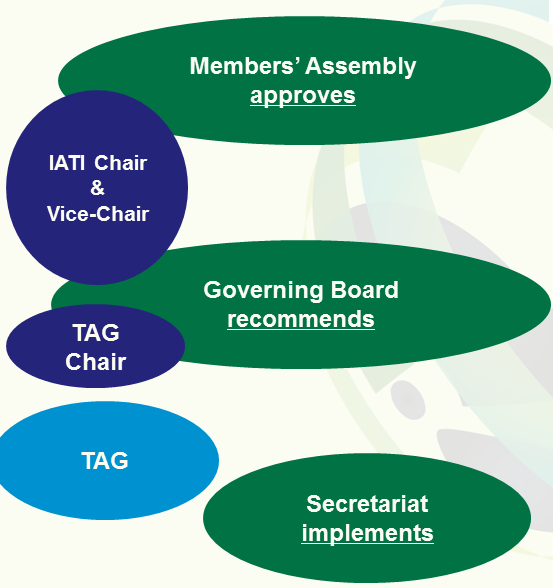 Members’ Assembly
approves
IATI Chair
&
Vice-Chair
Governing Board
recommends
TAG
Chair
TAG
Secretariat
implements